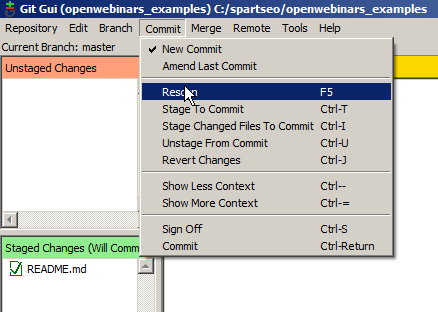 Git Gui (openwebinars_examples) C:/spartseo/openwebinars_examples
Repository Edit Branch Commit Merge Remote Tools Help
Current Branch: master
New Commit
Amend Last Commit
Rescan F5
Stage To Commit Ctrl-T
Stage Changed Files To Commit Ctrl-I
Unstage From Commit Ctrl-U
Revert Changes Ctrl-J
Show Less Context Ctrl--
Show More Context Ctrl-=
Sign Off Ctrl-S
Commit Ctrl-Return
Unstaged Changes
Staged Changes (Will Comm
README.md